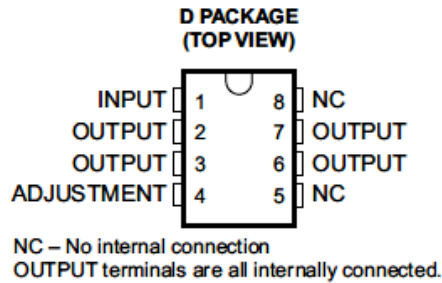 D PACKAGE
(TOP VIEW)
INPUT 1 8 NC
OUTPUT 2 7 OUTPUT
OUTPUT 3 6 OUTPUT
ADJUSTMENT 4 5 NC
NC – No internal connection
OUTPUT terminals are all internally connected.